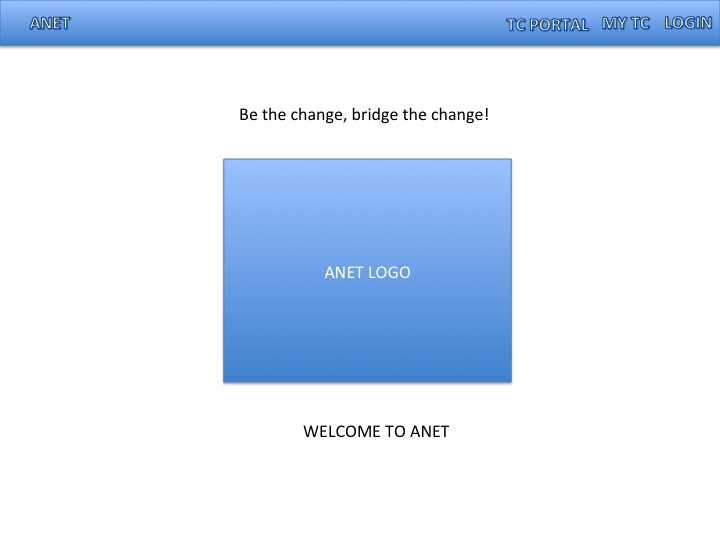 ANET TC PORTAL MY TC LOGIN
Be the change, bridge the change!
ANET LOGO
WELCOME TO ANET